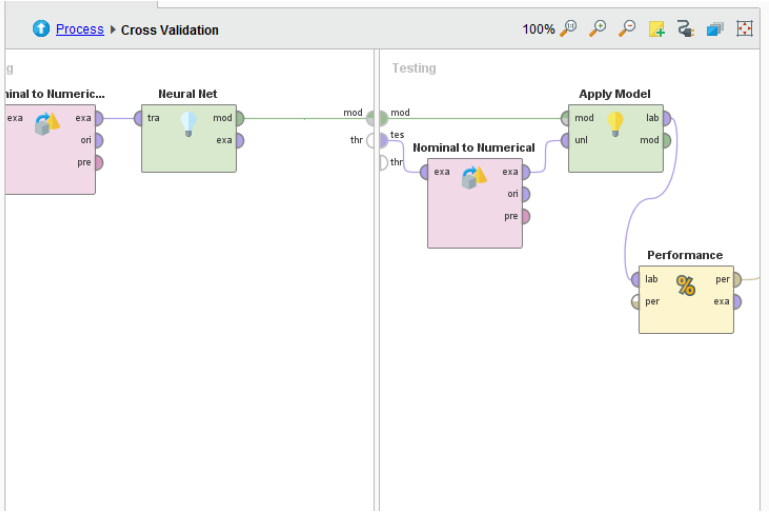 Process Cross Validation 100%
g
Testing
inal to Numeric...
exa exa
ori
pre
Neural Net
tra mod
exa
mod
thr
mod
tes
thr
Nominal to Numerical
exa exa
ori
pre
Apply Model
mod lab
unl mod
Performance
lab per
per exa
%